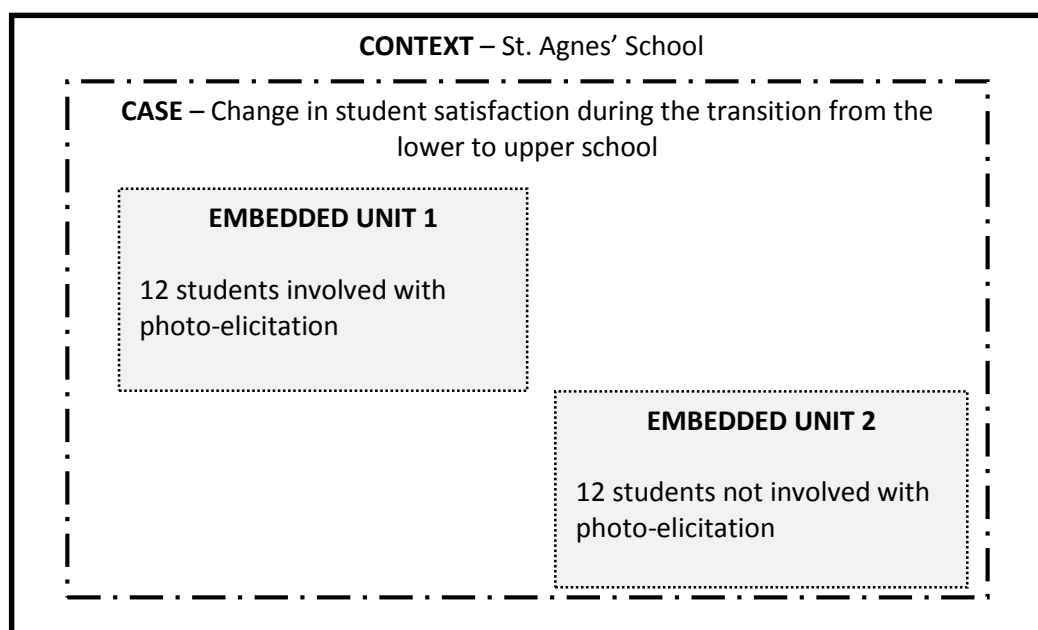 CONTEXT – St. Agnes’ School
CASE – Change in student satisfaction during the transition from the
lower to upper school
EMBEDDED UNIT 1
12 students involved with
photo-elicitation
EMBEDDED UNIT 2
12 students not involved with
photo-elicitation